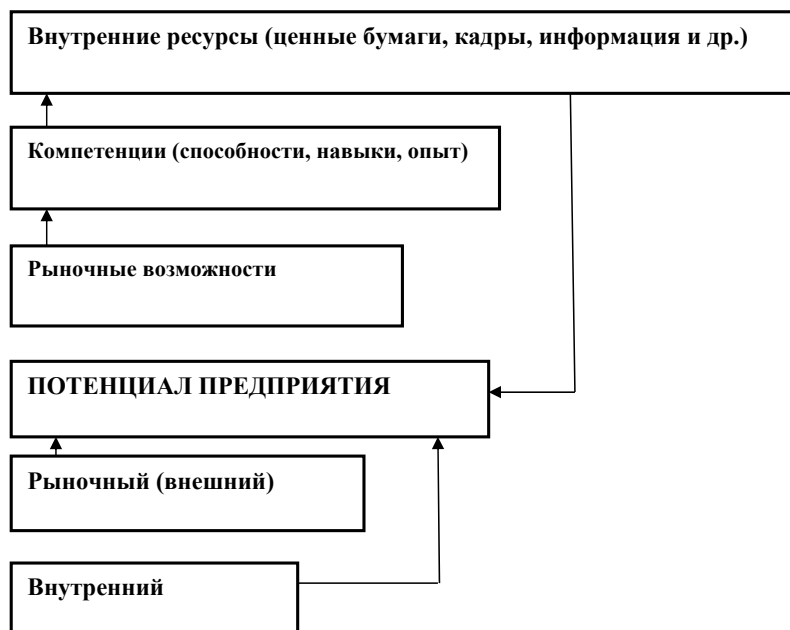 Внутренние ресурсы (ценные бумаги, кадры, информация и др.)
Компетенции (способности, навыки, опыт)
Рыночные возможности
ПОТЕНЦИАЛ ПРЕДПРИЯТИЯ
Рыночный (внешний)
Внутренний